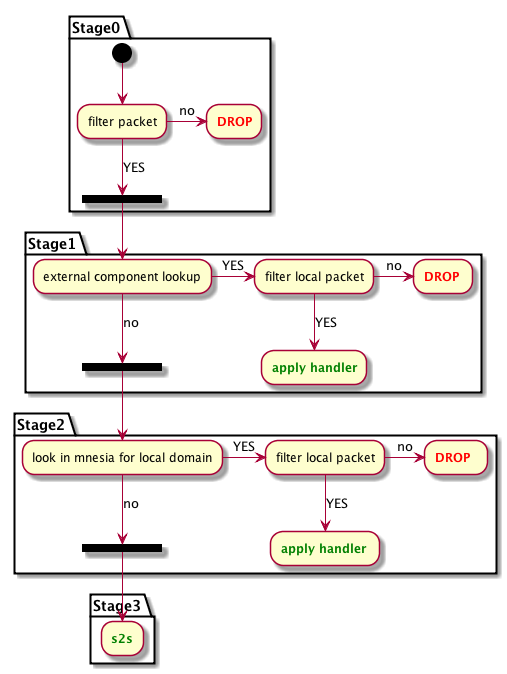 Stage0
filter packet
no
DROP
YES
Stage1
external component lookup
YES
filter local packet
no
DROP
no
YES
apply handler
Stage2
look in mnesia for local domain
YES
filter local packet
no
DROP
no
YES
apply handler
Stage3
s2s